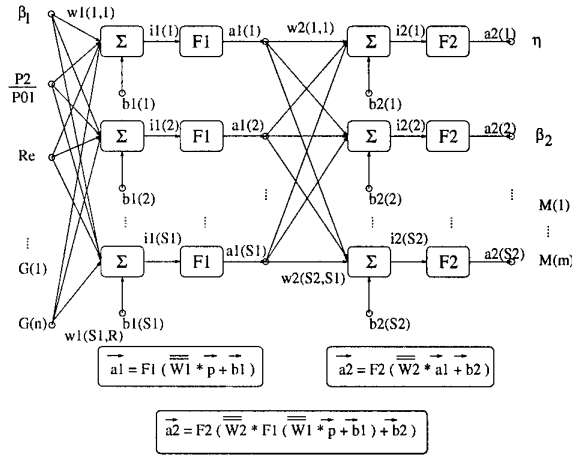 β1 w1(1,1) i1(1) a1(1) w2(1,1) i2(1) a2(1)
Σ F1 Σ F2 η
P2
P01
b1(1) b2(1)
i1(2) a1(2) i2(2) a2(2)
Re Σ F1 Σ F2 β2
b1(2) b2(2)
M(1)
i1(S1) a1(S1) i2(S2) a2(S2)
G(1) Σ F1 Σ F2 M(m)
w2(S2,S1)
G(n) b1(S1) b2(S2)
w1(S1,R)
a1 = F1 ( W1 * p + b1 )
a2 = F2 ( W2 * a1 + b2 )
a2 = F2 ( W2 * F1 ( W1 * p + b1 ) + b2 )